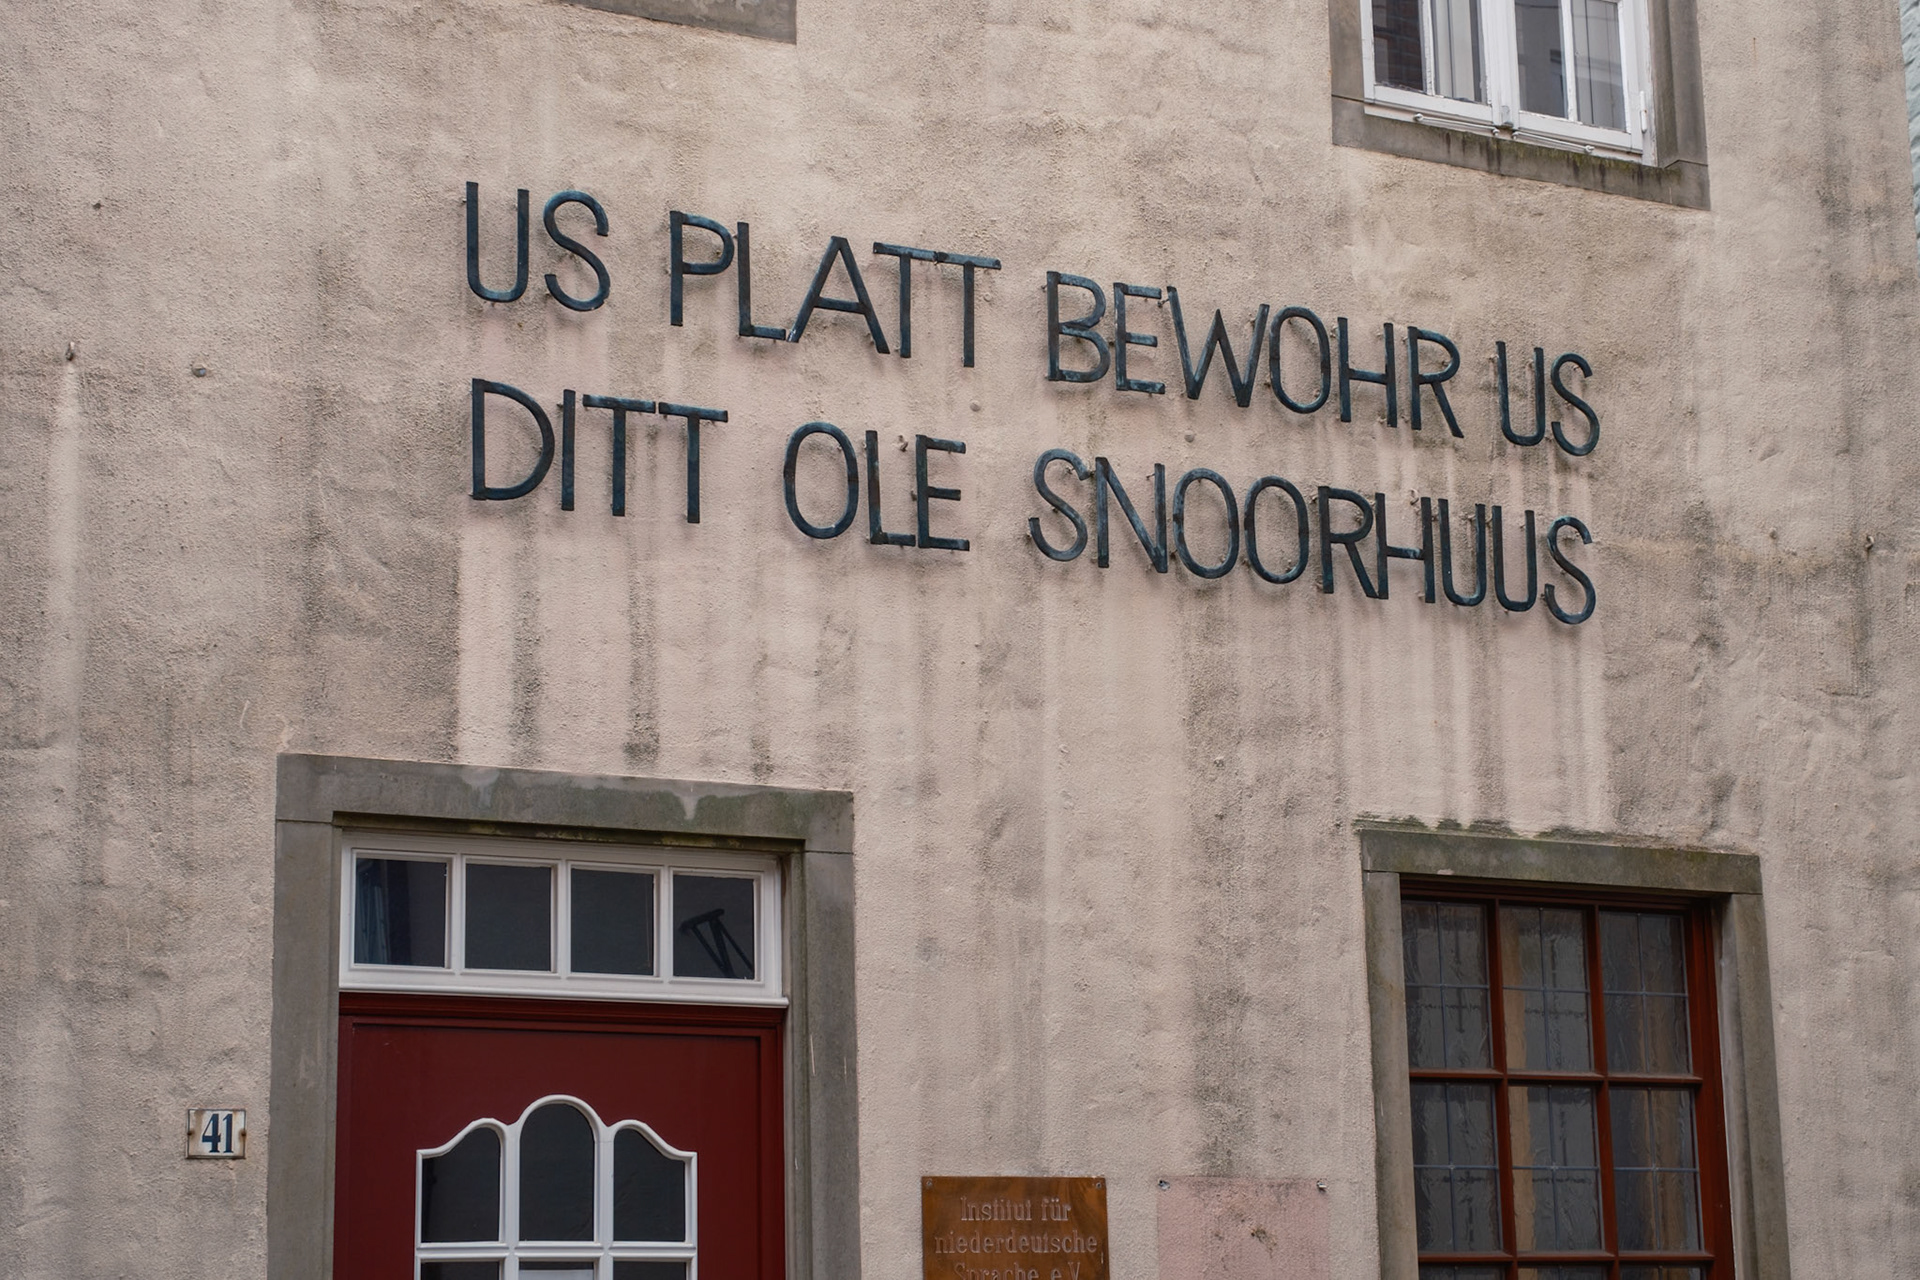 US PLATT BEWOHR US
DITT OLE SNOORHUUS
41
Institut für
niederdeutsche
Sprache e.V.